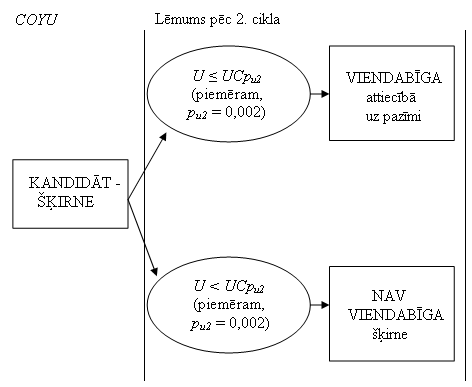 COYU
Lēmums pēc 2. cikla
U ≤ UCpu2
(piemēram,
pu2 = 0,002)
VIENDABĪGA
attiecībā
uz pazīmi
KANDIDĀT -
ŠĶIRNE
U < UCpu2
(piemēram,
pu2 = 0,002)
NAV
VIENDABĪGA
šķirne